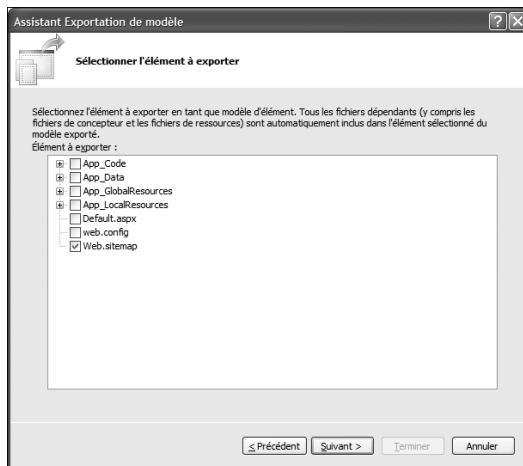 Assistant Exportation de modèle
Sélectionner l'élément à exporter
Sélectionnez l'élément à exporter en tant que modèle d'élément. Tous les fichiers dépendants (y compris les
fichiers de concepteur et les fichiers de ressources) sont automatiquement inclus dans l'élément sélectionné du
modèle exporté.
Élément à exporter :
App_Code
App_Data
App_GlobalResources
App_LocalResources
Default.aspx
web.config
Web.sitemap
< Précédent
Suivant >
Terminer
Annuler